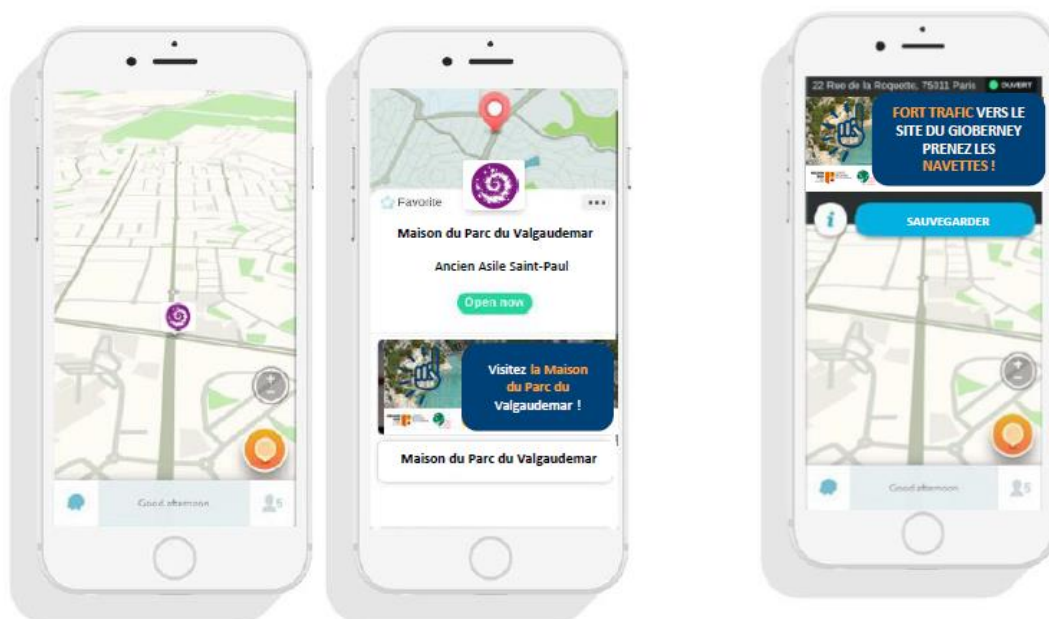 Good afternoon
Favorite
Maison du Parc du Valgaudemar
Ancien Asile Saint-Paul
Open now
Visitez la Maison
du Parc du
Valgaudemar !
Maison du Parc du Valgaudemar
22 Rue de la Roquette, 75011 Paris
OUVERT
FORT TRAFIC VERS LE
SITE DU GIOBERNEY
PRENEZ LES
NAVETTES !
i
SAUVEGARDER
Good afternoon